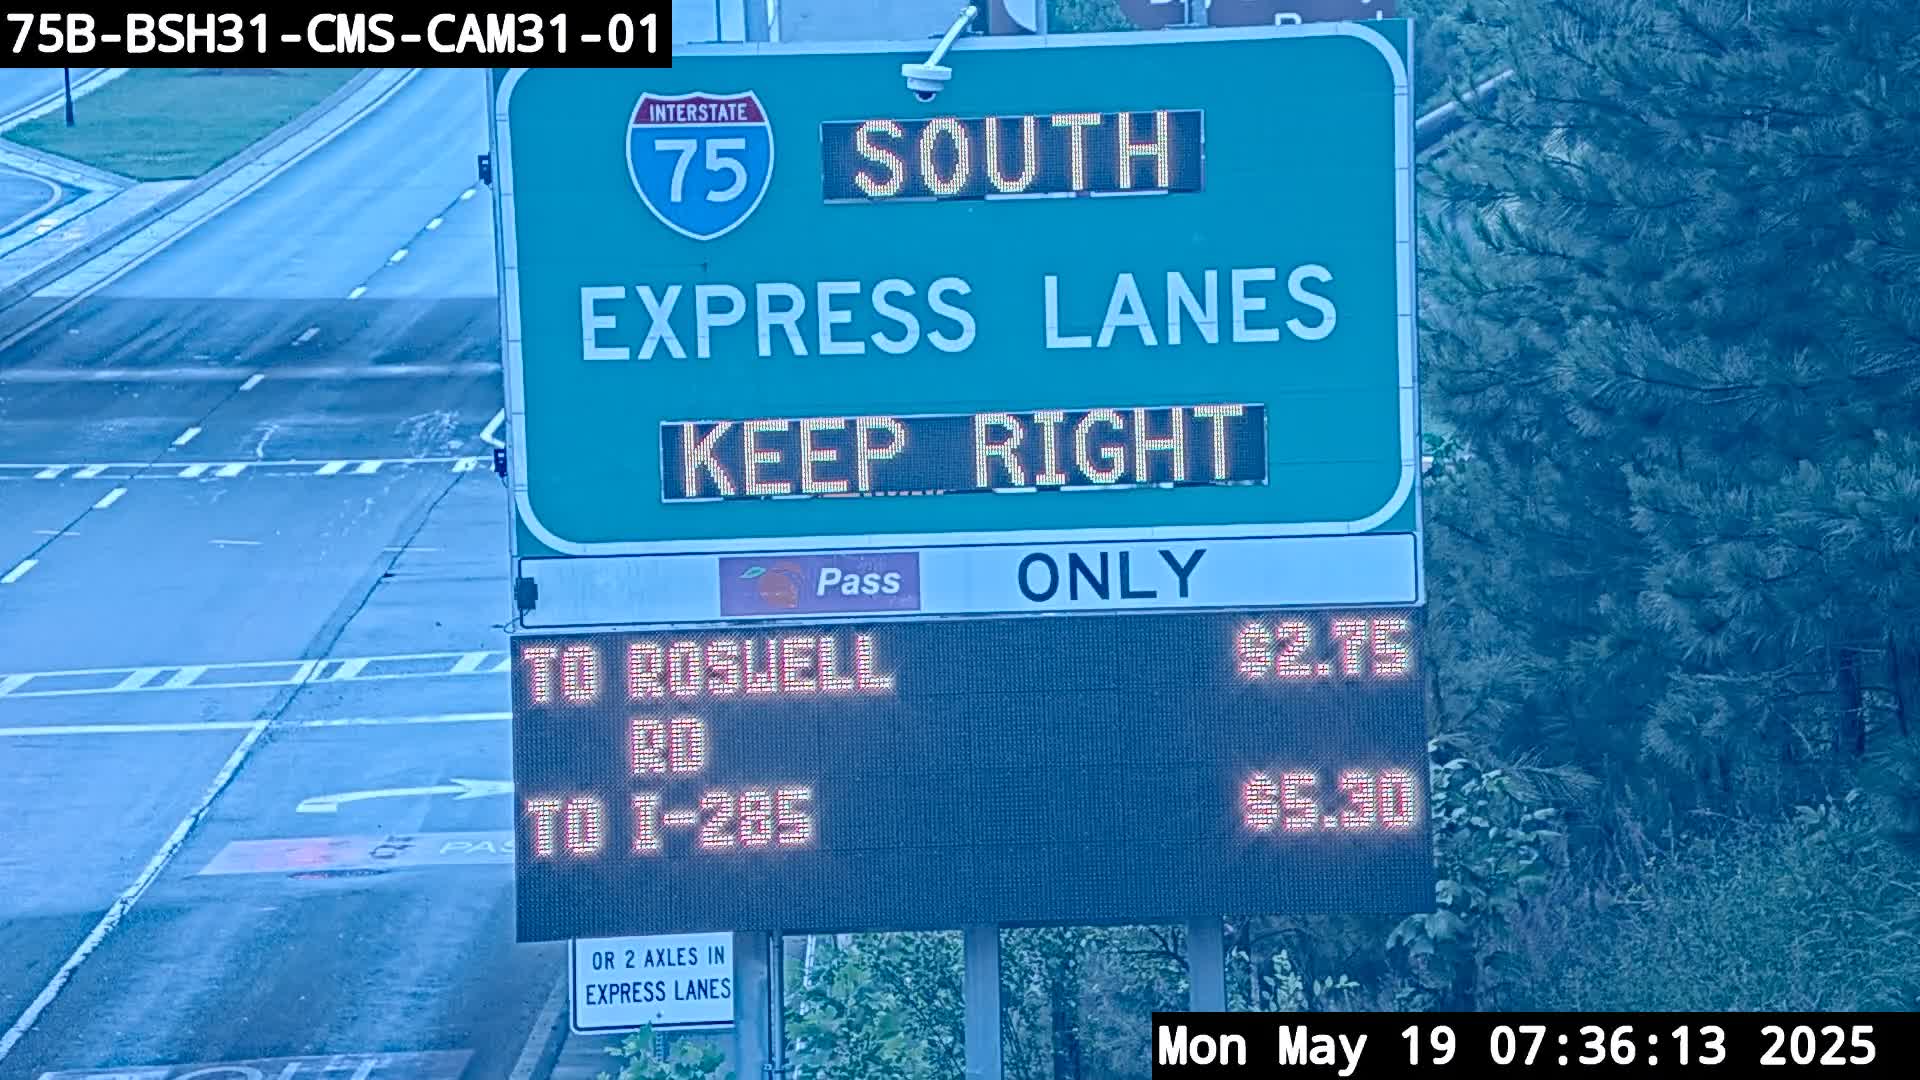 75B-BSH31-CMS-CAM31-01
INTERSTATE
75
SOUTH
EXPRESS LANES
KEEP RIGHT
Pass ONLY
TO ROSWELL $2.75
RD
TO I-285 $5.30
PAS
OR 2 AXLES IN
EXPRESS LANES
Mon May 19 07:36:13 2025